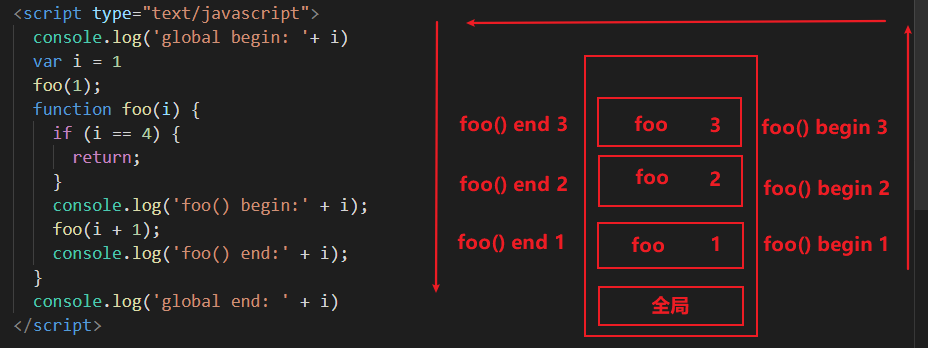 <script type="text/javascript">
console.log('global begin: '+ i)
var i = 1
foo(1);
function foo(i) {
if (i == 4) {
return;
}
console.log('foo() begin:' + i);
foo(i + 1);
console.log('foo() end:' + i);
}
console.log('global end: ' + i)
</script>
foo() end 3
foo 3
foo() begin 3
foo() end 2
foo 2
foo() begin 2
foo() end 1
foo 1
foo() begin 1
全局